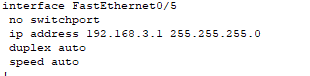 interface FastEthernet0/5
no switchport
ip address 192.168.3.1 255.255.255.0
duplex auto
speed auto
!